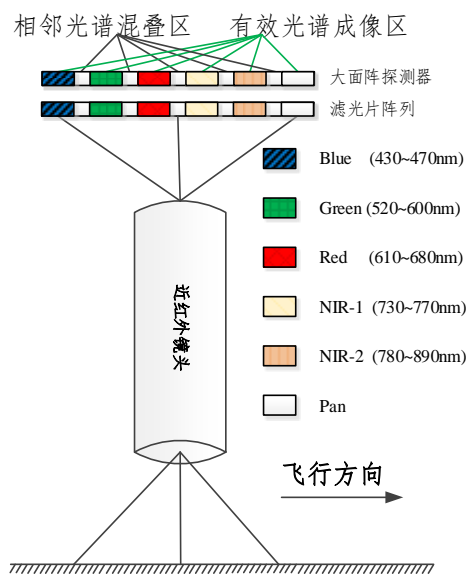 相邻光谱混叠区 有效光谱成像区
大面阵探测器
滤光片阵列
Blue (430~470nm)
Green (520~600nm)
Red (610~680nm)
NIR-1 (730~770nm)
NIR-2 (780~890nm)
Pan
近红外镜头
飞行方向